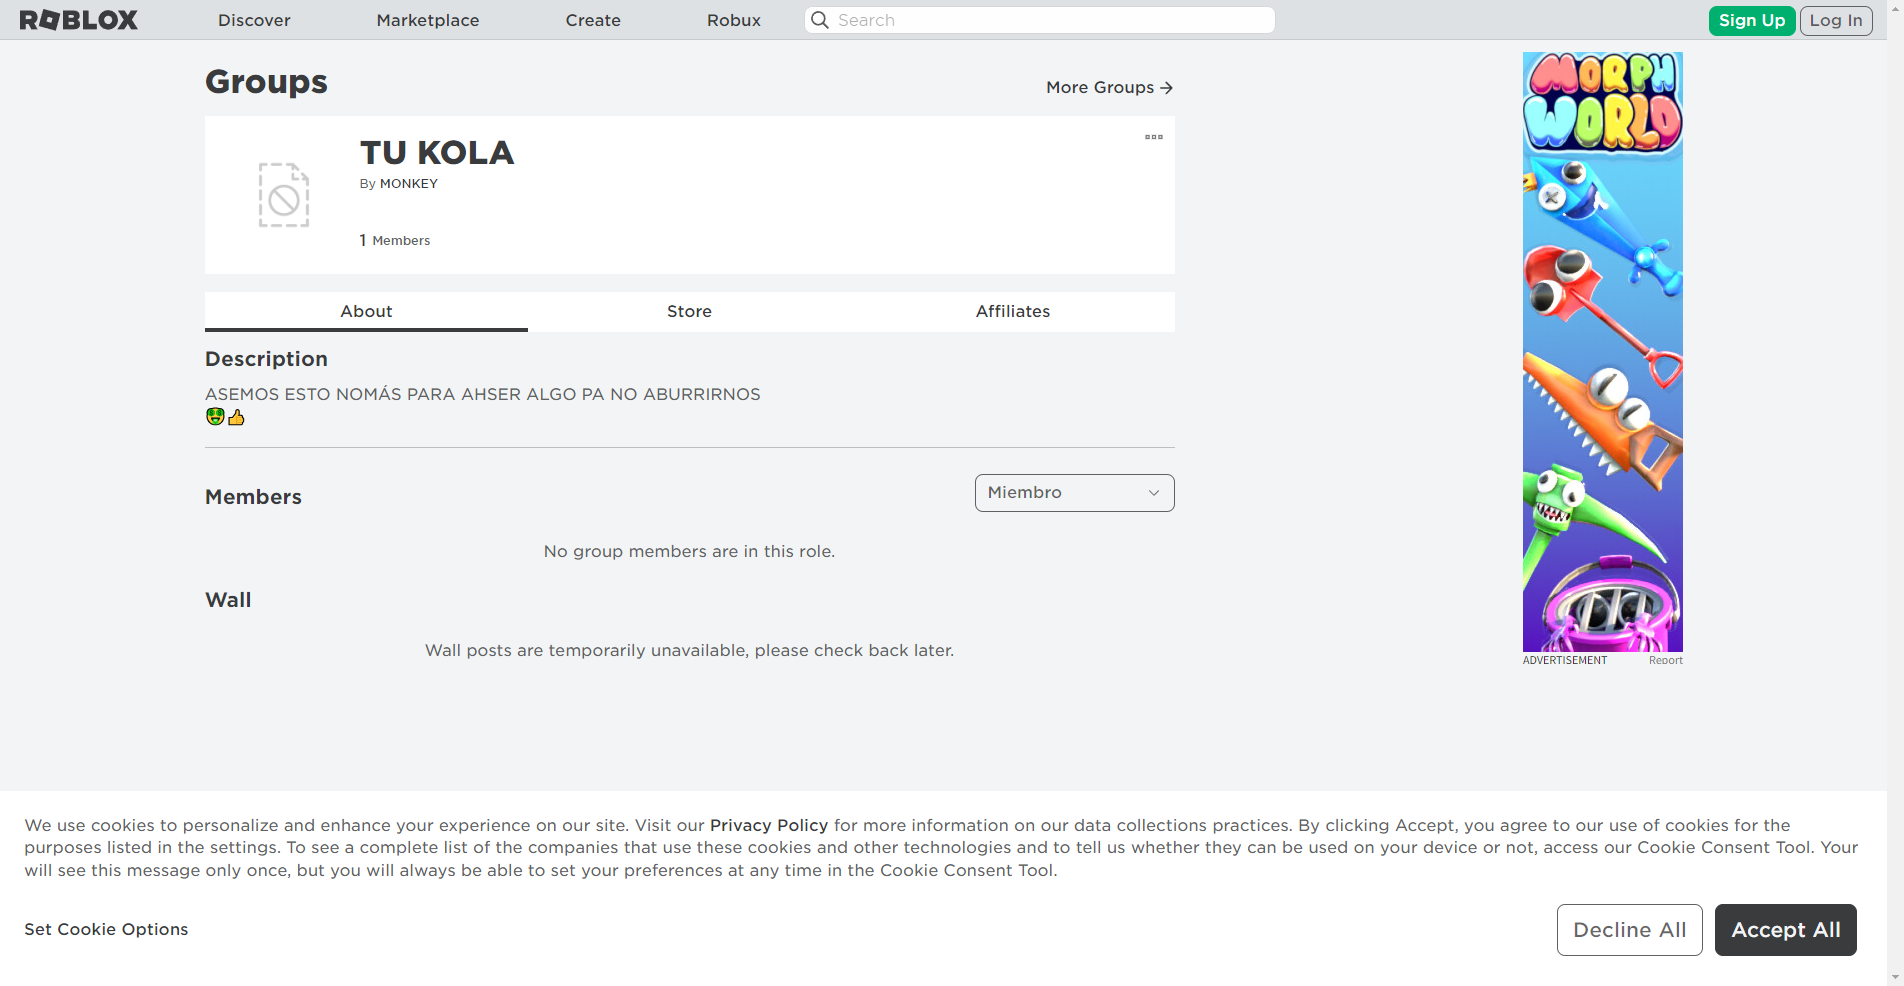 ROBLOX Discover Marketplace Create Robux Search Sign Up Log In
Groups
More Groups →
TU KOLA
By MONKEY
1 Members
About Store Affiliates
Description
ASEMOS ESTO NOMÁS PARA AHSER ALGO PA NO ABURRIRNOS
🤑👍
Members
Miembro
No group members are in this role.
Wall
Wall posts are temporarily unavailable, please check back later.
MORPH
WORLD
ADVERTISEMENT Report
We use cookies to personalize and enhance your experience on our site. Visit our Privacy Policy for more information on our data collections practices. By clicking Accept, you agree to our use of cookies for the
purposes listed in the settings. To see a complete list of the companies that use these cookies and other technologies and to tell us whether they can be used on your device or not, access our Cookie Consent Tool. Your
will see this message only once, but you will always be able to set your preferences at any time in the Cookie Consent Tool.
Set Cookie Options
Decline All
Accept All